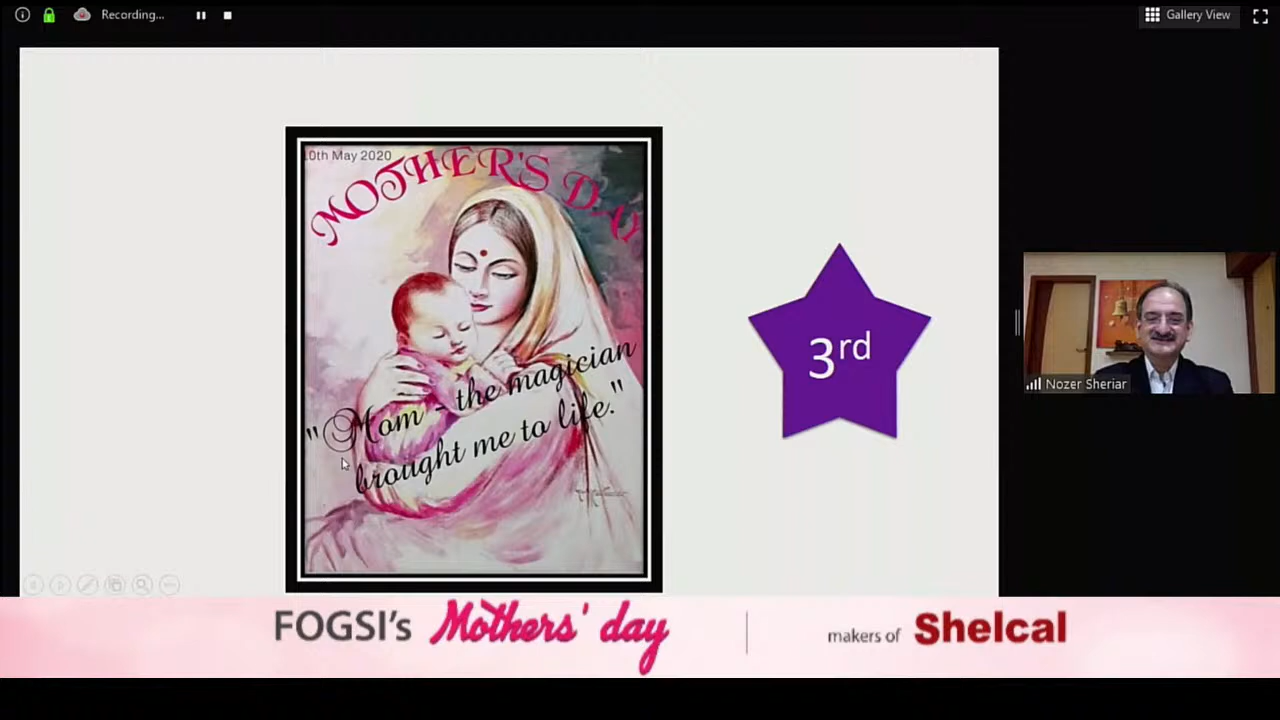 Recording...
Gallery View
0th May 2020
MOTHER'S DAY
"Mom - the magician
brought me to life."
3rd
Nozer Sheriar
FOGSI's Mothers' day
makers of Shelcal